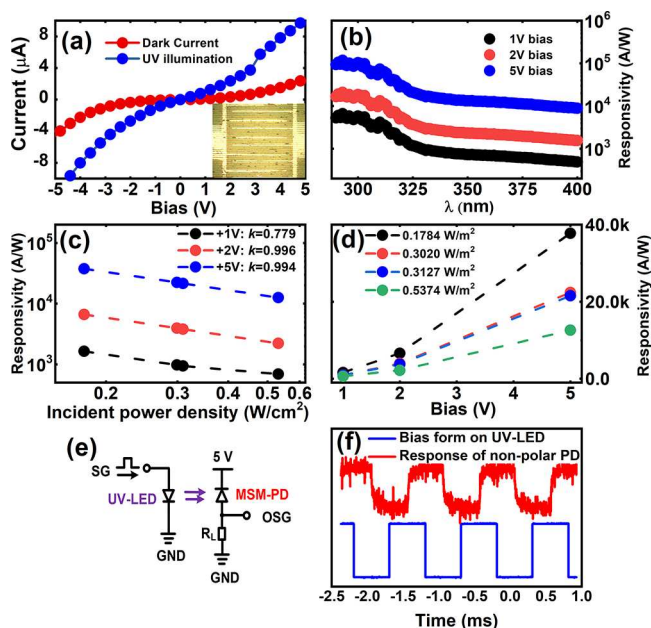 (a)
Dark Current
UV illumination
Current(μA)
8
4
0
-4
-8
-5 -4 -3 -2 -1 0 1 2 3 4 5
Bias (V)
(b)
1V bias
2V bias
5V bias
10^6
10^5
10^4
10^3
Responsivity (A/W)
300 325 350 375 400
λ (nm)
(c)
+1V: k=0.779
+2V: k=0.996
+5V: k=0.994
Responsivity (A/W)
10^5
10^4
10^3
0.2 0.3 0.4 0.5 0.6
Incident power density (W/cm²)
(d)
0.1784 W/m²
0.3020 W/m²
0.3127 W/m²
0.5374 W/m²
40.0k
20.0k
0.0
Responsivity (A/W)
1 2 3 4 5
Bias (V)
(e)
5 V
SG
UV-LED
MSM-PD
OSG
R_L
GND
GND
(f)
Bias form on UV-LED
Response of non-polar PD
-2.5 -2.0 -1.5 -1.0 -0.5 0.0 0.5 1.0
Time (ms)